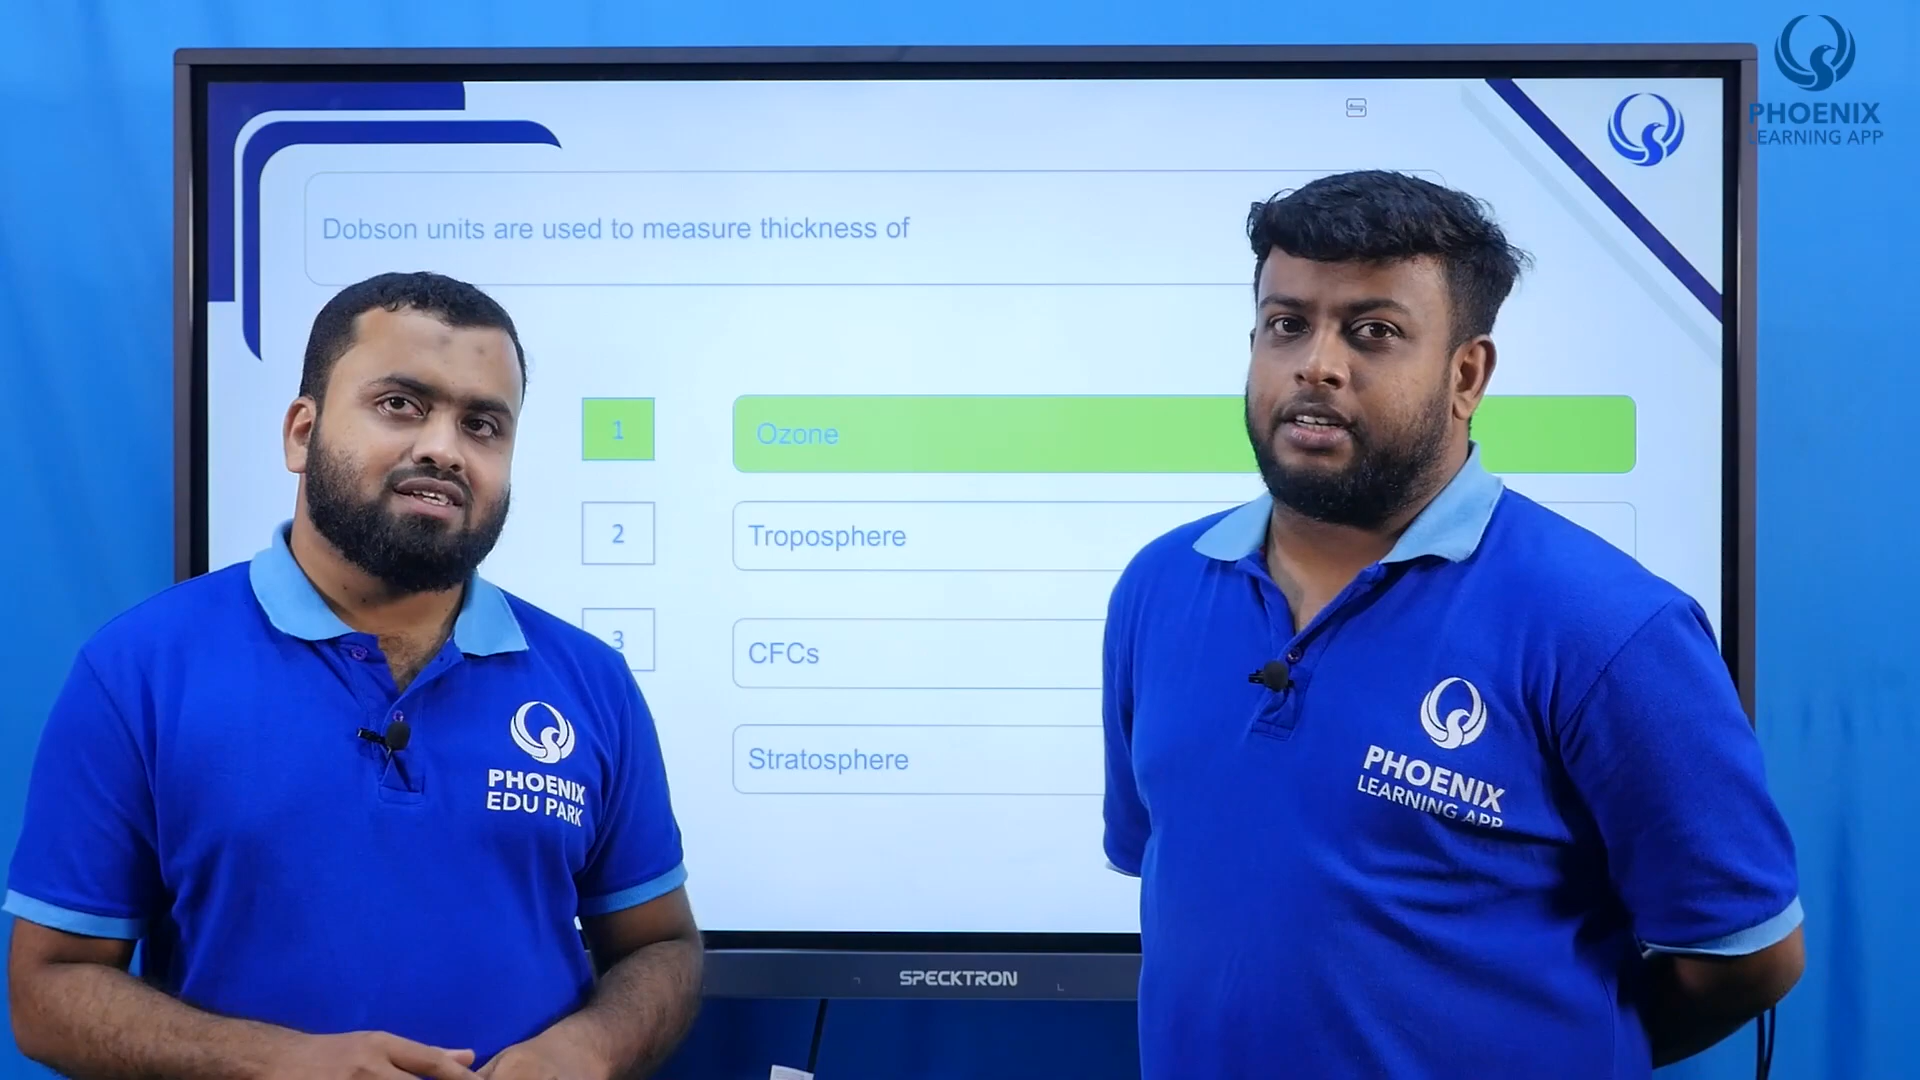 PHOENIX
LEARNING APP
Dobson units are used to measure thickness of
1
Ozone
2
Troposphere
3
CFCs
Stratosphere
PHOENIX
EDU PARK
PHOENIX
LEARNING APP
SPECKTRON